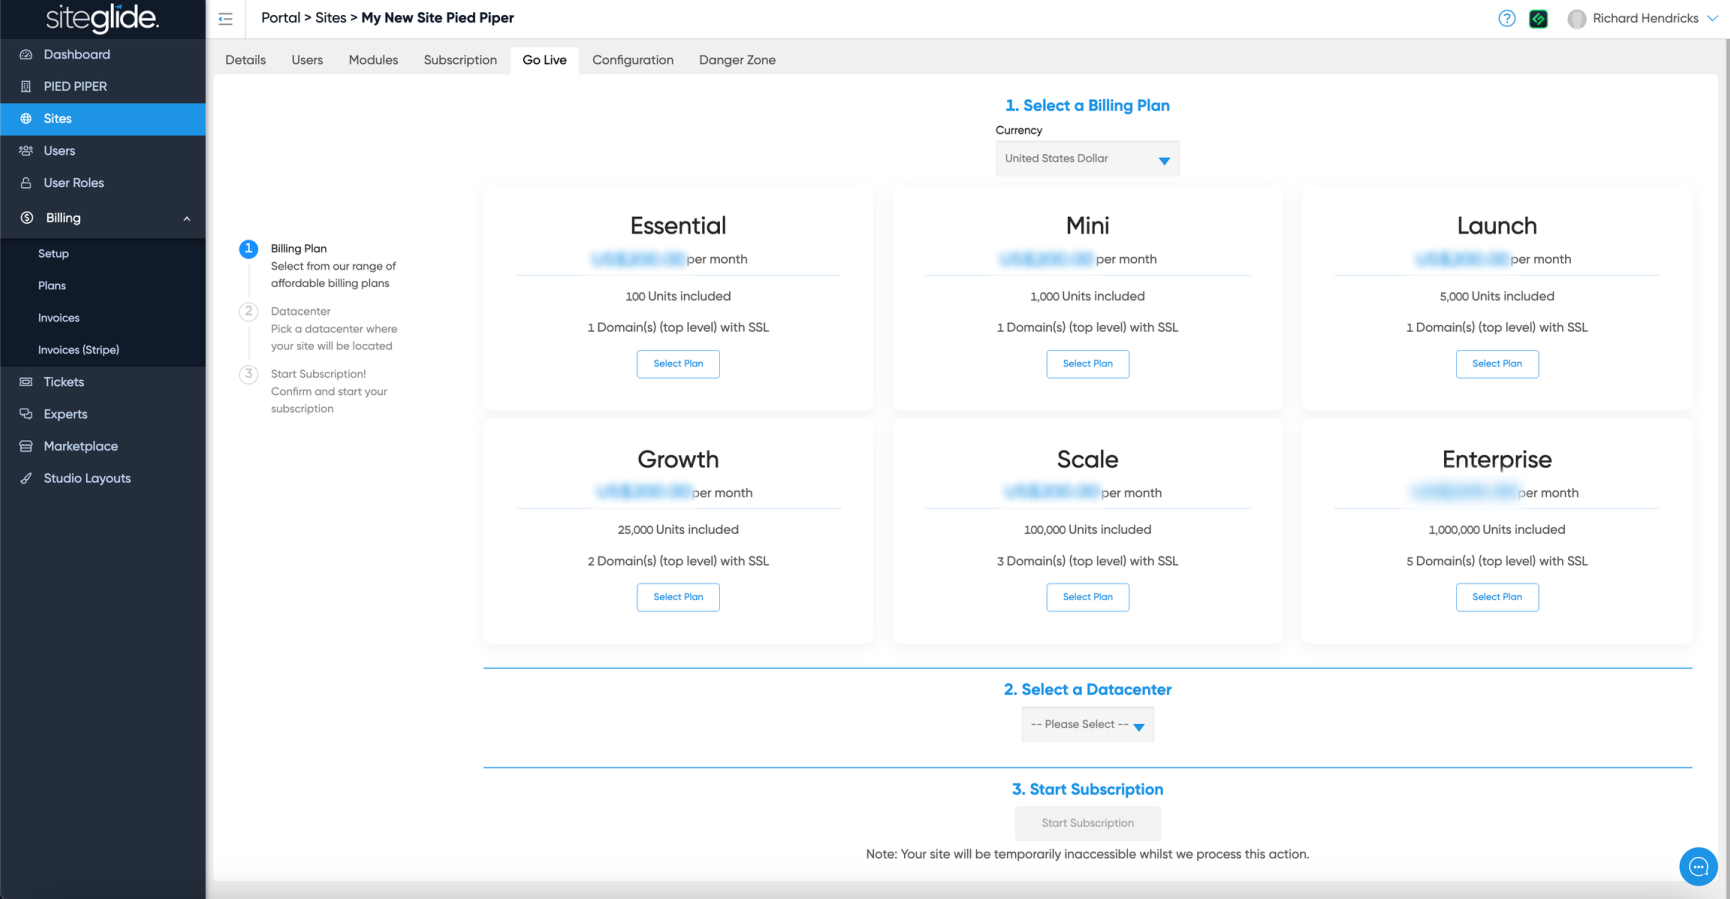 siteglide.
Portal > Sites > My New Site Pied Piper
Richard Hendricks
Dashboard
PIED PIPER
Sites
Users
User Roles
Billing
Setup
Plans
Invoices
Invoices (Stripe)
Tickets
Experts
Marketplace
Studio Layouts
Details
Users
Modules
Subscription
Go Live
Configuration
Danger Zone
1
Billing Plan
Select from our range of
affordable billing plans
2
Datacenter
Pick a datacenter where
your site will be located
3
Start Subscription!
Confirm and start your
subscription
1. Select a Billing Plan
Currency
United States Dollar
Essential
per month
100 Units included
1 Domain(s) (top level) with SSL
Select Plan
Mini
per month
1,000 Units included
1 Domain(s) (top level) with SSL
Select Plan
Launch
per month
5,000 Units included
1 Domain(s) (top level) with SSL
Select Plan
Growth
per month
25,000 Units included
2 Domain(s) (top level) with SSL
Select Plan
Scale
per month
100,000 Units included
3 Domain(s) (top level) with SSL
Select Plan
Enterprise
per month
1,000,000 Units included
5 Domain(s) (top level) with SSL
Select Plan
2. Select a Datacenter
-- Please Select --
3. Start Subscription
Start Subscription
Note: Your site will be temporarily inaccessible whilst we process this action.